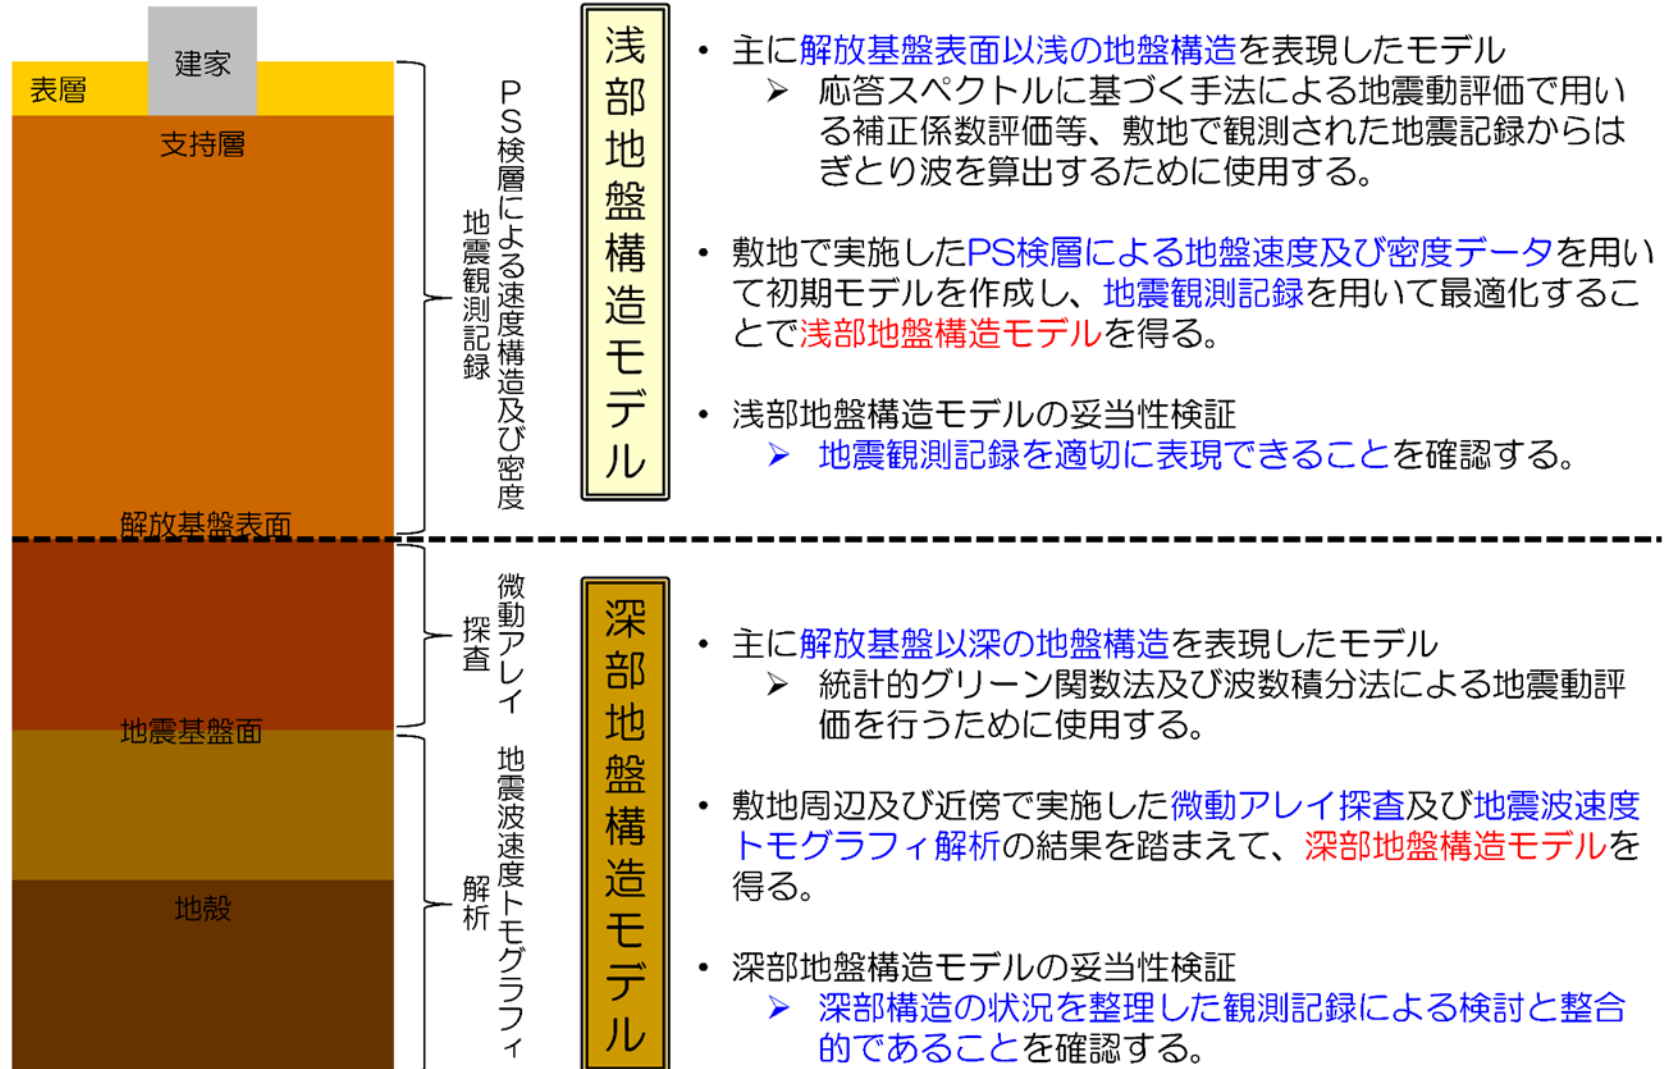 建家
表層
支持層
解放基盤表面
地震基盤面
地殻
PS検層による速度構造及び密度
地震観測記録
微動アレイ
探査
地震波速度トモグラフィ
解析
浅部地盤構造モデル
• 主に解放基盤表面以浅の地盤構造を表現したモデル
➢ 応答スペクトルに基づく手法による地震動評価で用い
る補正係数評価等、敷地で観測された地震記録からは
ぎとり波を算出するために使用する。
• 敷地で実施したPS検層による地盤速度及び密度データを用い
て初期モデルを作成し、地震観測記録を用いて最適化するこ
とで浅部地盤構造モデルを得る。
• 浅部地盤構造モデルの妥当性検証
➢ 地震観測記録を適切に表現できることを確認する。
深部地盤構造モデル
• 主に解放基盤以深の地盤構造を表現したモデル
➢ 統計的グリーン関数法及び波数積分法による地震動評
価を行うために使用する。
• 敷地周辺及び近傍で実施した微動アレイ探査及び地震波速度
トモグラフィ解析の結果を踏まえて、深部地盤構造モデルを
得る。
• 深部地盤構造モデルの妥当性検証
➢ 深部構造の状況を整理した観測記録による検討と整合
的であることを確認する。